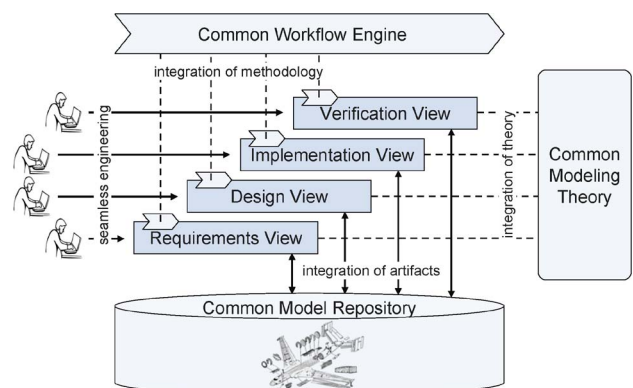 Common Workflow Engine
integration of methodology
Verification View
Implementation View
Design View
Requirements View
seamless engineering
integration of theory
Common
Modeling
Theory
integration of artifacts
Common Model Repository